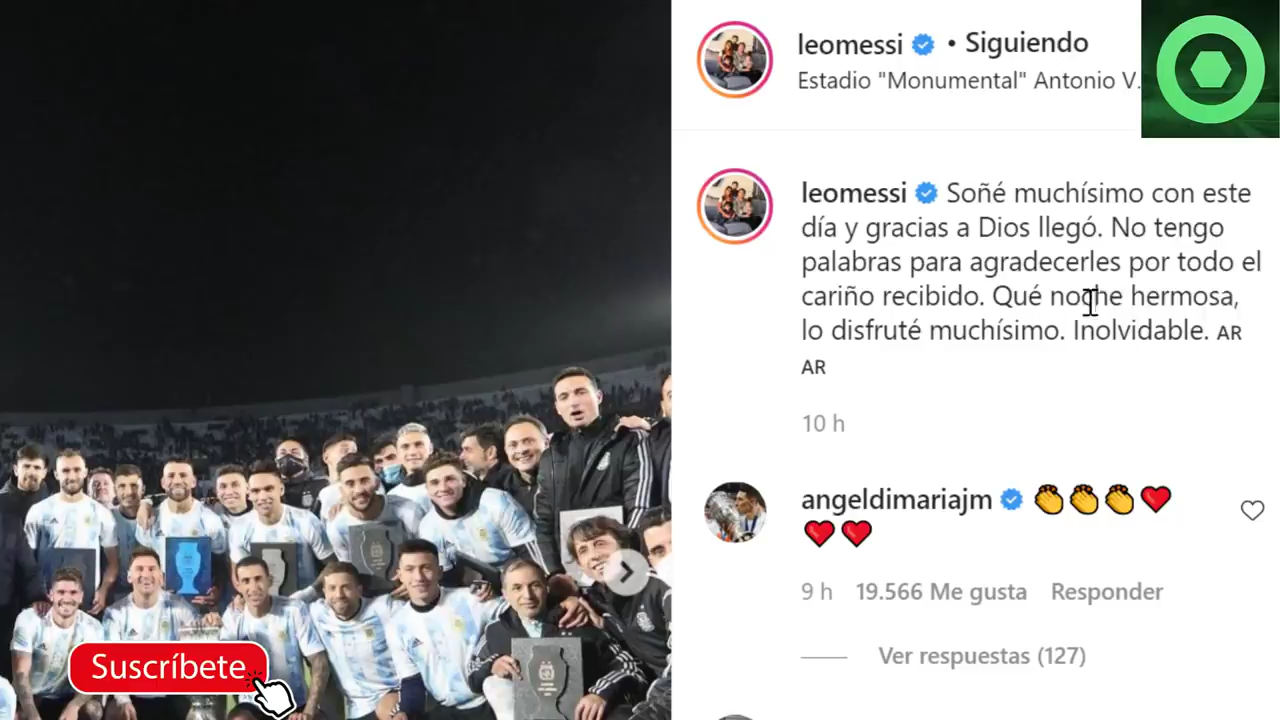 leomessi • Siguiendo
Estadio "Monumental" Antonio V.
leomessi Soñé muchísimo con este
día y gracias a Dios llegó. No tengo
palabras para agradecerles por todo el
cariño recibido. Qué noche hermosa,
lo disfruté muchísimo. Inolvidable. AR
AR
10 h
angeldimariajm 👏👏👏❤️
❤️❤️
9 h 19.566 Me gusta Responder
Ver respuestas (127)
Suscríbete